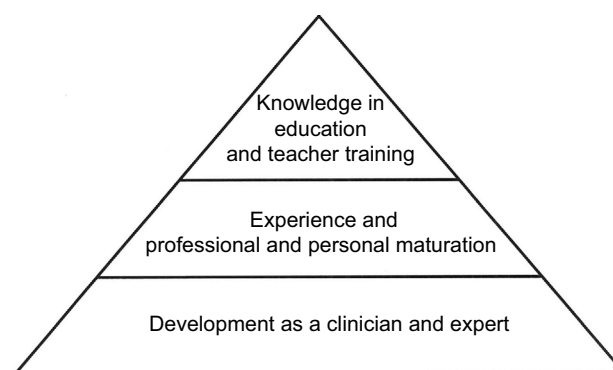 Knowledge in
education
and teacher training
Experience and
professional and personal maturation
Development as a clinician and expert